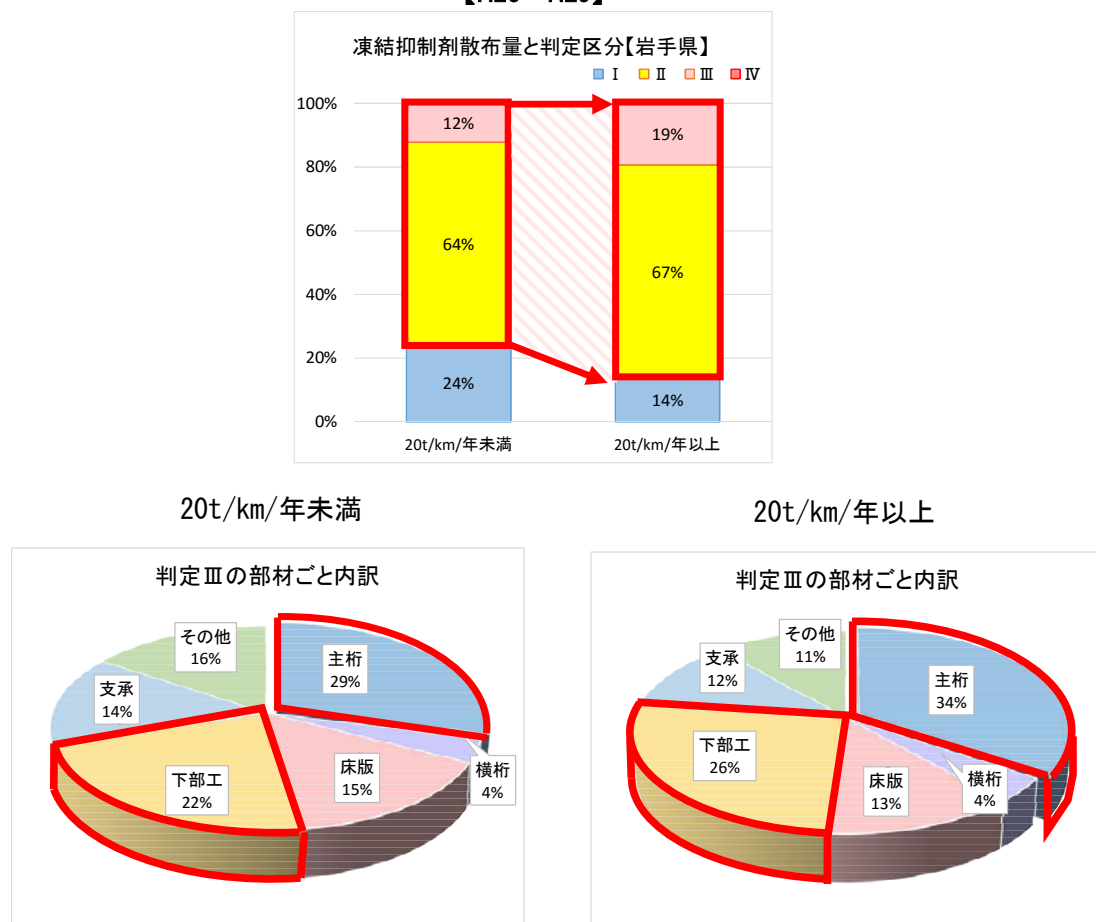 凍結抑制剤散布量と判定区分【岩手県】
Ⅰ Ⅱ Ⅲ Ⅳ
100%
80%
60%
40%
20%
0%
12%
64%
24%
19%
67%
14%
20t/km/年未満
20t/km/年以上
20t/km/年未満
判定Ⅲの部材ごと内訳
主桁
29%
横桁
4%
床版
15%
下部工
22%
支承
14%
その他
16%
20t/km/年以上
判定Ⅲの部材ごと内訳
主桁
34%
横桁
4%
床版
13%
下部工
26%
支承
12%
その他
11%